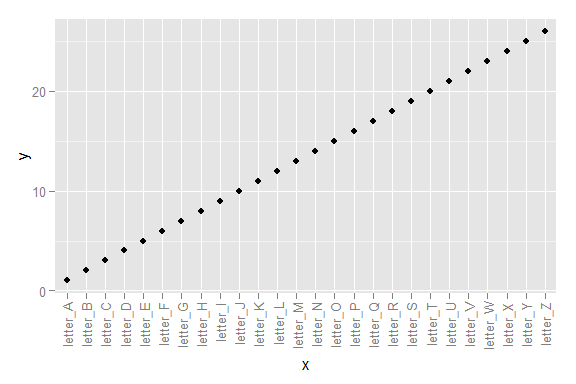 20
10
0
y
letter_A
letter_B
letter_C
letter_D
letter_E
letter_F
letter_G
letter_H
letter_I
letter_J
letter_K
letter_L
letter_M
letter_N
letter_O
letter_P
letter_Q
letter_R
letter_S
letter_T
letter_U
letter_V
letter_W
letter_X
letter_Y
letter_Z
x